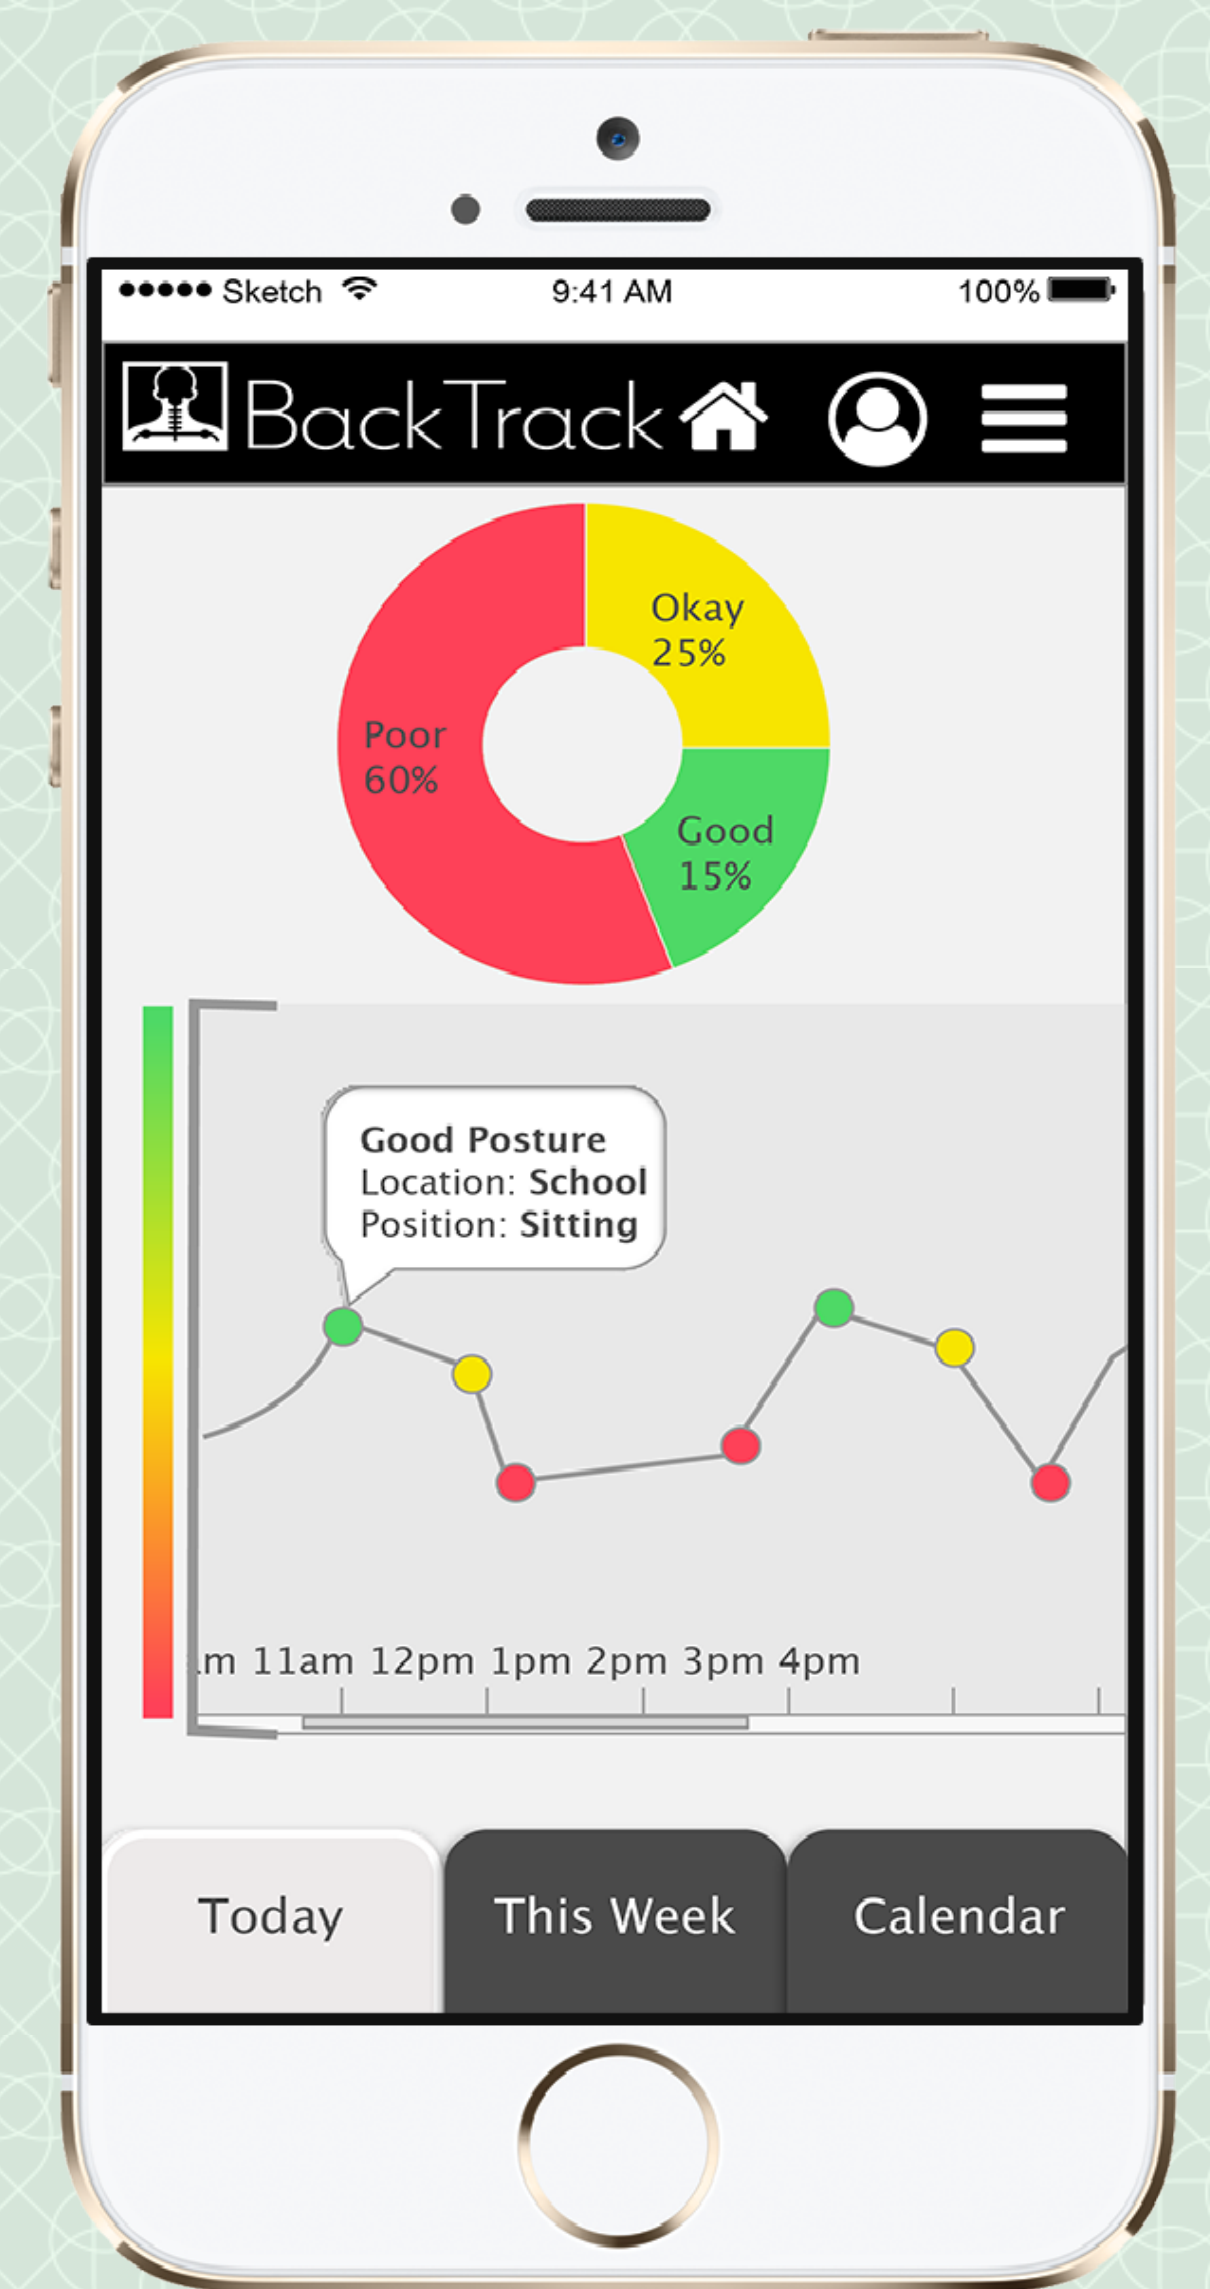 Sketch 9:41 AM 100%
BackTrack
Okay
25%
Poor
60%
Good
15%
Good Posture
Location: School
Position: Sitting
m 11am 12pm 1pm 2pm 3pm 4pm
Today This Week Calendar